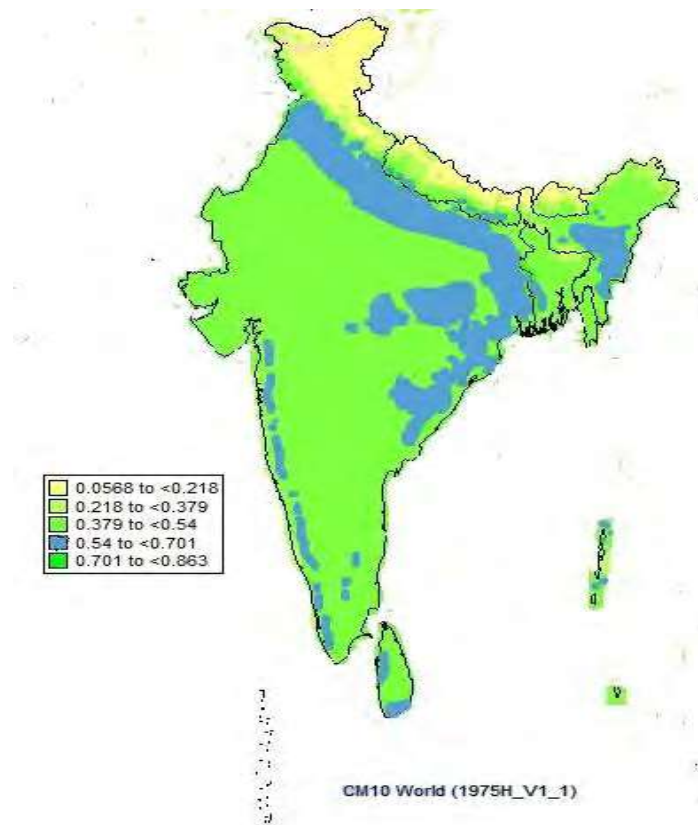 0.0568 to <0.218
0.218 to <0.379
0.379 to <0.54
0.54 to <0.701
0.701 to <0.863
CM10 World (1975H_V1_1)